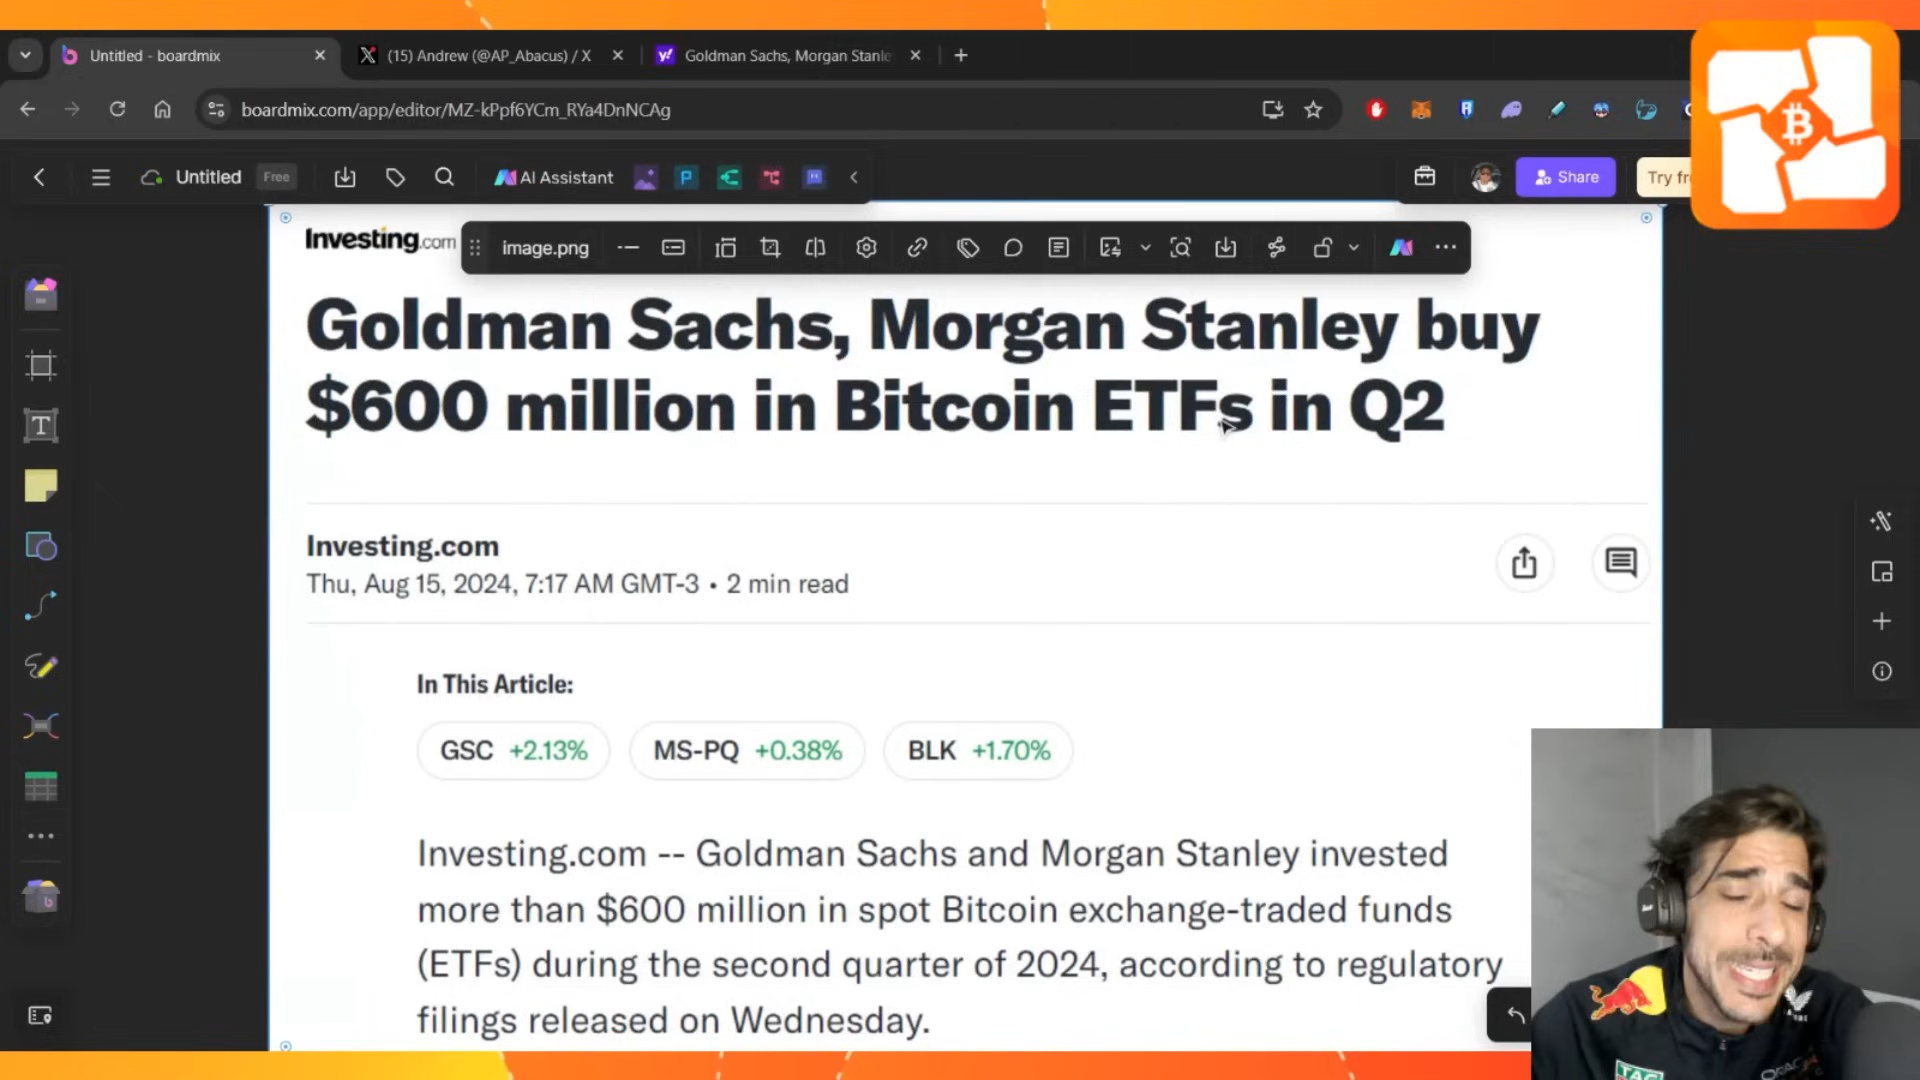 Untitled - boardmix
(15) Andrew (@AP_Abacus) / X
y!
Goldman Sachs, Morgan Stanle
boardmix.com/app/editor/MZ-kPpf6YCm_RYa4DnNCAg
Untitled
Free
AI Assistant
P
Share
Try fr
Investing.com
image.png
Goldman Sachs, Morgan Stanley buy
$600 million in Bitcoin ETFs in Q2
Investing.com
Thu, Aug 15, 2024, 7:17 AM GMT-3 • 2 min read
In This Article:
GSC +2.13%
MS-PQ +0.38%
BLK +1.70%
Investing.com -- Goldman Sachs and Morgan Stanley invested
more than $600 million in spot Bitcoin exchange-traded funds
(ETFs) during the second quarter of 2024, according to regulatory
filings released on Wednesday.
T
Red Bull
TAG